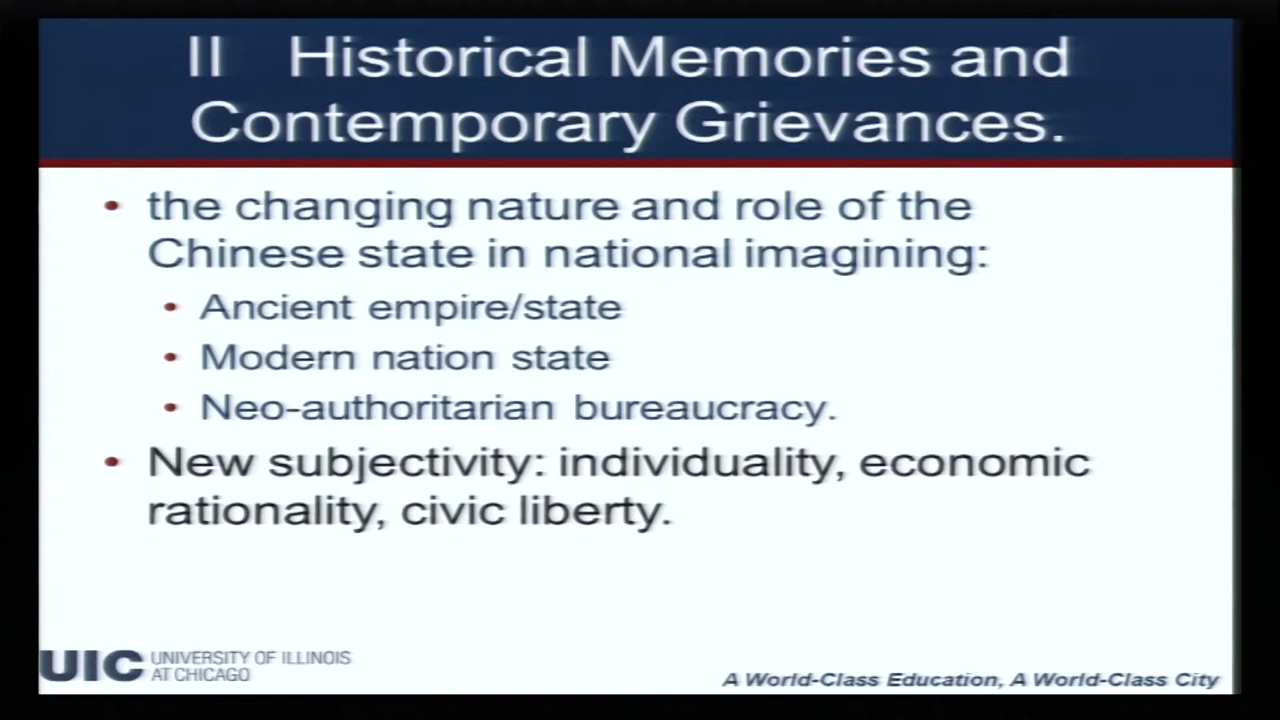 II Historical Memories and
Contemporary Grievances.
• the changing nature and role of the
Chinese state in national imagining:
• Ancient empire/state
• Modern nation state
• Neo-authoritarian bureaucracy.
• New subjectivity: individuality, economic
rationality, civic liberty.
UIC UNIVERSITY OF ILLINOIS
AT CHICAGO
A World-Class Education, A World-Class City